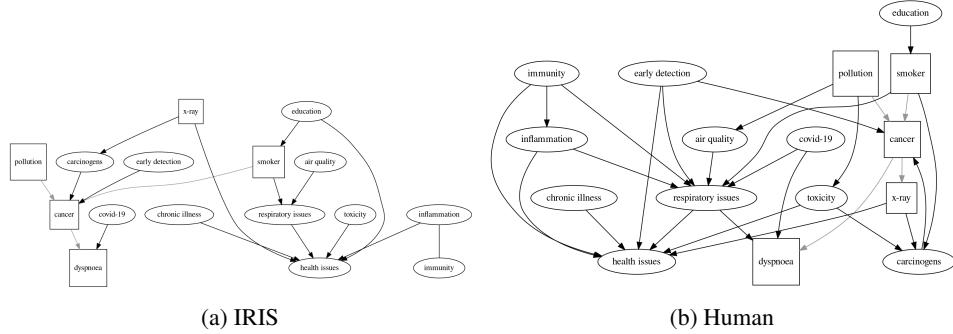 x-ray
education
pollution
carcinogens
early detection
smoker
air quality
cancer
covid-19
chronic illness
respiratory issues
toxicity
inflammation
dyspnoea
health issues
immunity
(a) IRIS
education
immunity
early detection
pollution
smoker
inflammation
air quality
covid-19
cancer
chronic illness
respiratory issues
toxicity
x-ray
health issues
dyspnoea
carcinogens
(b) Human